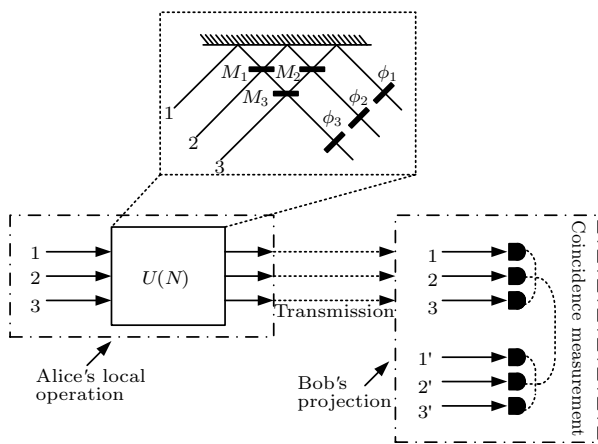 M₁
M₂
ϕ₁
M₃
ϕ₂
1
ϕ₃
2
3
1
2
3
U(N)
Transmission
1
2
3
1'
2'
3'
Coincidence measurement
Alice's local
operation
Bob's
projection